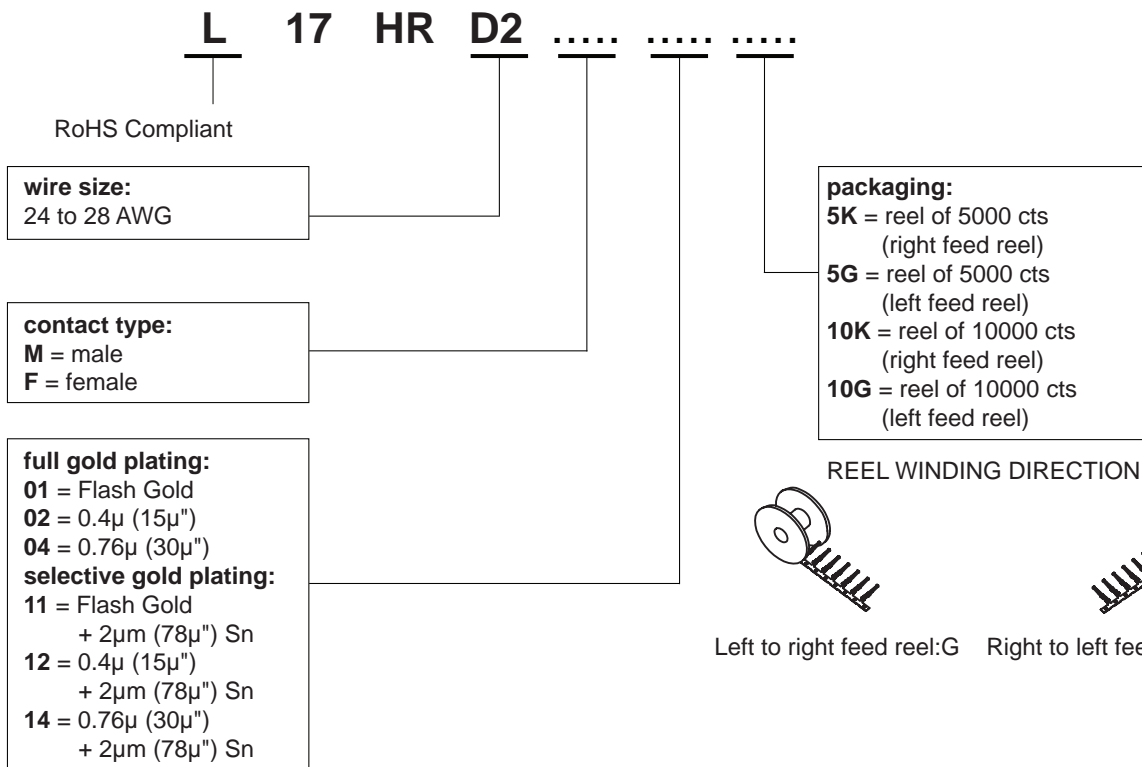 L 17 HR D2 ..... ..... .....
RoHS Compliant
wire size:
24 to 28 AWG
contact type:
M = male
F = female
full gold plating:
01 = Flash Gold
02 = 0.4µ (15µ")
04 = 0.76µ (30µ")
selective gold plating:
11 = Flash Gold
+ 2µm (78µ") Sn
12 = 0.4µ (15µ")
+ 2µm (78µ") Sn
14 = 0.76µ (30µ")
+ 2µm (78µ") Sn
packaging:
5K = reel of 5000 cts
(right feed reel)
5G = reel of 5000 cts
(left feed reel)
10K = reel of 10000 cts
(right feed reel)
10G = reel of 10000 cts
(left feed reel)
REEL WINDING DIRECTION
Left to right feed reel:G
Right to left